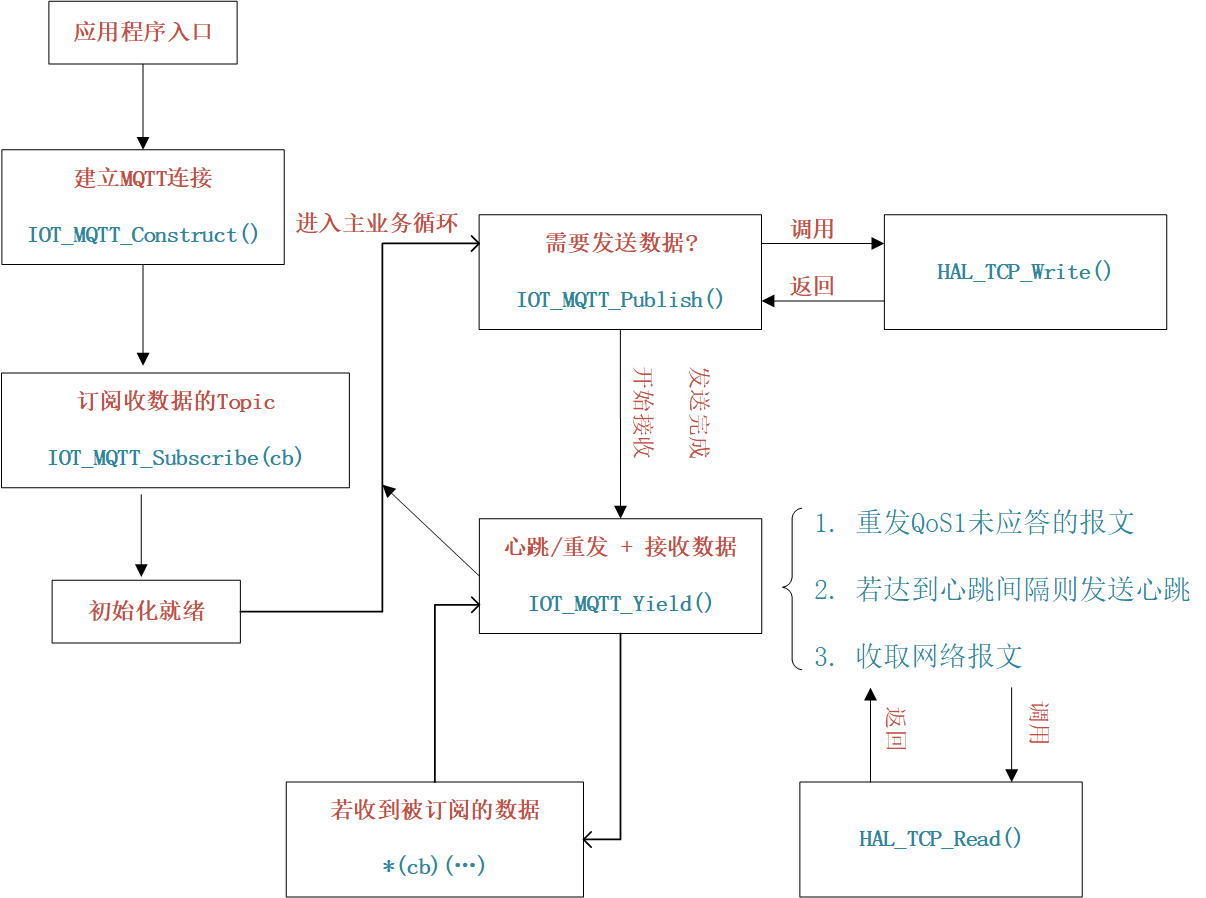 应用程序入口
建立MQTT连接
IOT_MQTT_Construct()
订阅收数据的Topic
IOT_MQTT_Subscribe(cb)
初始化就绪
进入主业务循环
需要发送数据?
IOT_MQTT_Publish()
调用
返回
HAL_TCP_Write()
发送完成
开始接收
心跳/重发 + 接收数据
IOT_MQTT_Yield()
1. 重发QoS1未应答的报文
2. 若达到心跳间隔则发送心跳
3. 收取网络报文
返回
调用
HAL_TCP_Read()
若收到被订阅的数据
*(cb)(…)